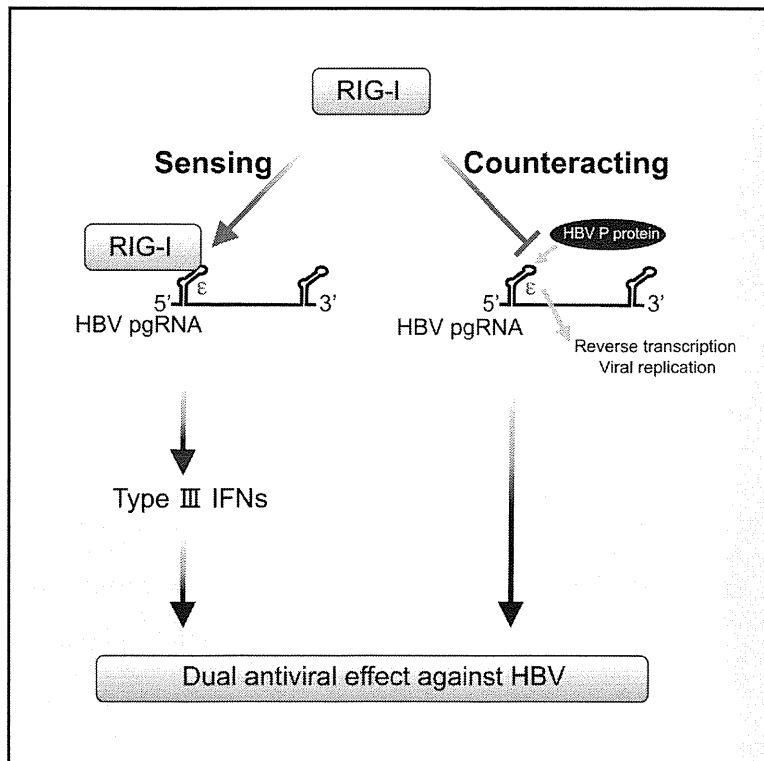 RIG-I
Sensing
Counteracting
RIG-I
HBV P protein
ε
5'
3'
HBV pgRNA
ε
5'
3'
HBV pgRNA
Reverse transcription
Viral replication
Type Ⅲ IFNs
Dual antiviral effect against HBV